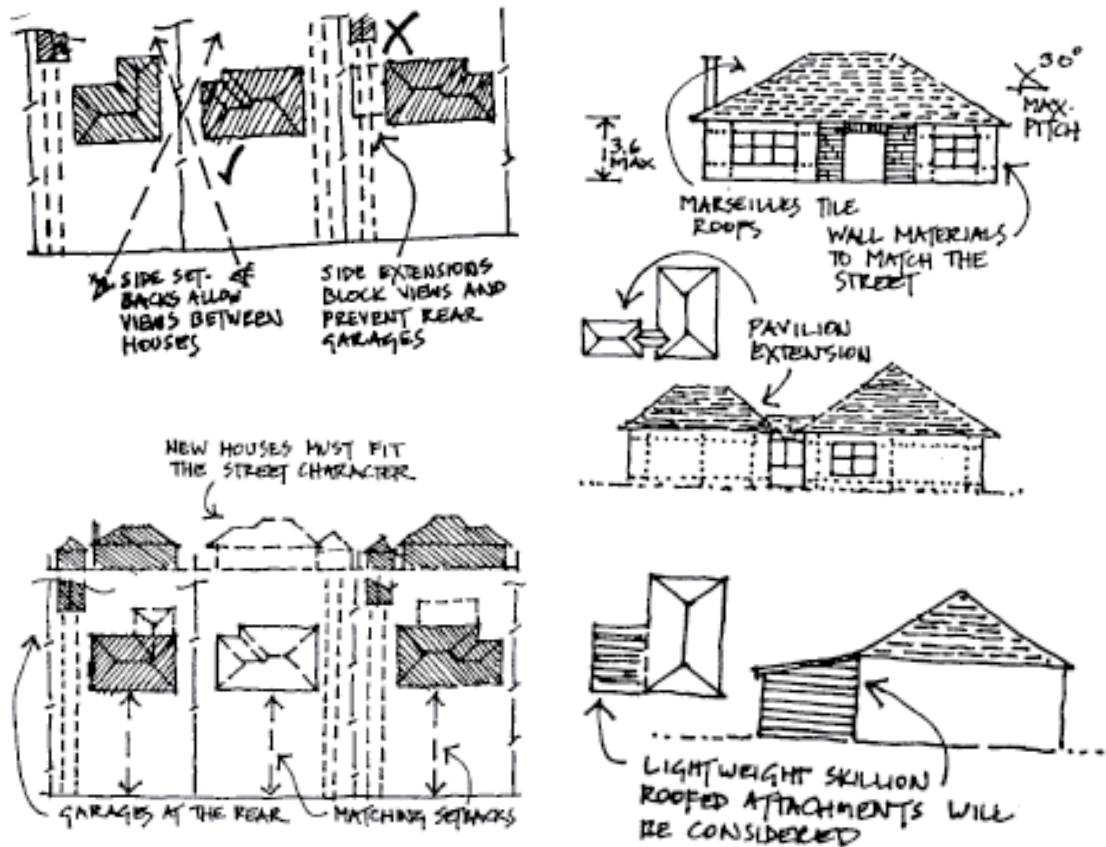 SIDE SET-
BACKS ALLOW
VIEWS BETWEEN
HOUSES
SIDE EXTENSIONS
BLOCK VIEWS AND
PREVENT REAR
GARAGES
30°
MAX.
PITCH
3.6
MAX
MARSEILLES TILE
ROOFS
WALL MATERIALS
TO MATCH THE
STREET
PAVILION
EXTENSION
NEW HOUSES MUST FIT
THE STREET CHARACTER
GARAGES AT THE REAR
MATCHING SETBACKS
LIGHTWEIGHT SKILLION
ROOFED ATTACHMENTS WILL
BE CONSIDERED